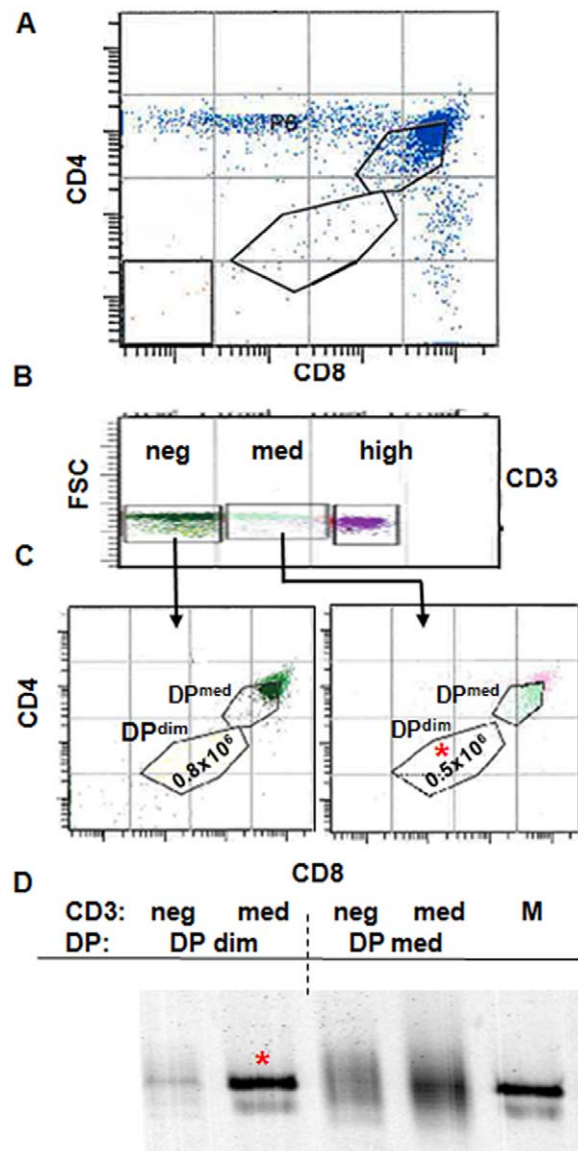 A
P6
CD4
CD8
B
neg med high
FSC
CD3
C
DPmed
DPmed
DPdim
DPdim
0.8x10⁶
*
0.5x10⁶
CD4
CD8
D
CD3: neg med neg med M
DP: DP dim DP med
*